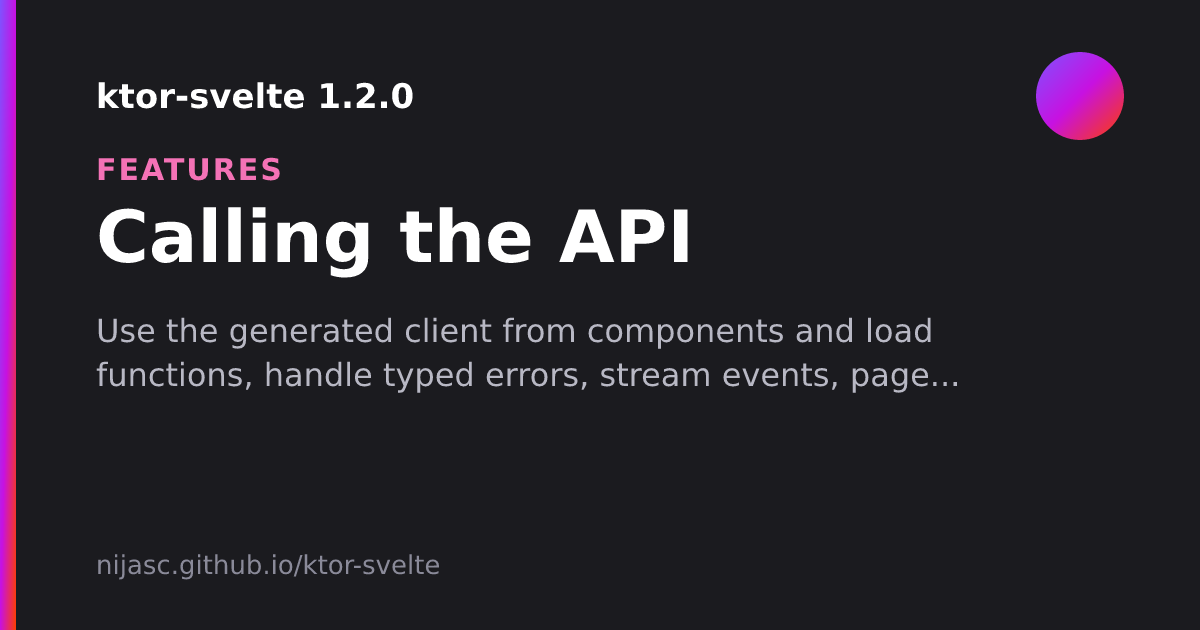 ktor-svelte 1.2.0
FEATURES
Calling the API
Use the generated client from components and load
functions, handle typed errors, stream events, page...
nijasc.github.io/ktor-svelte